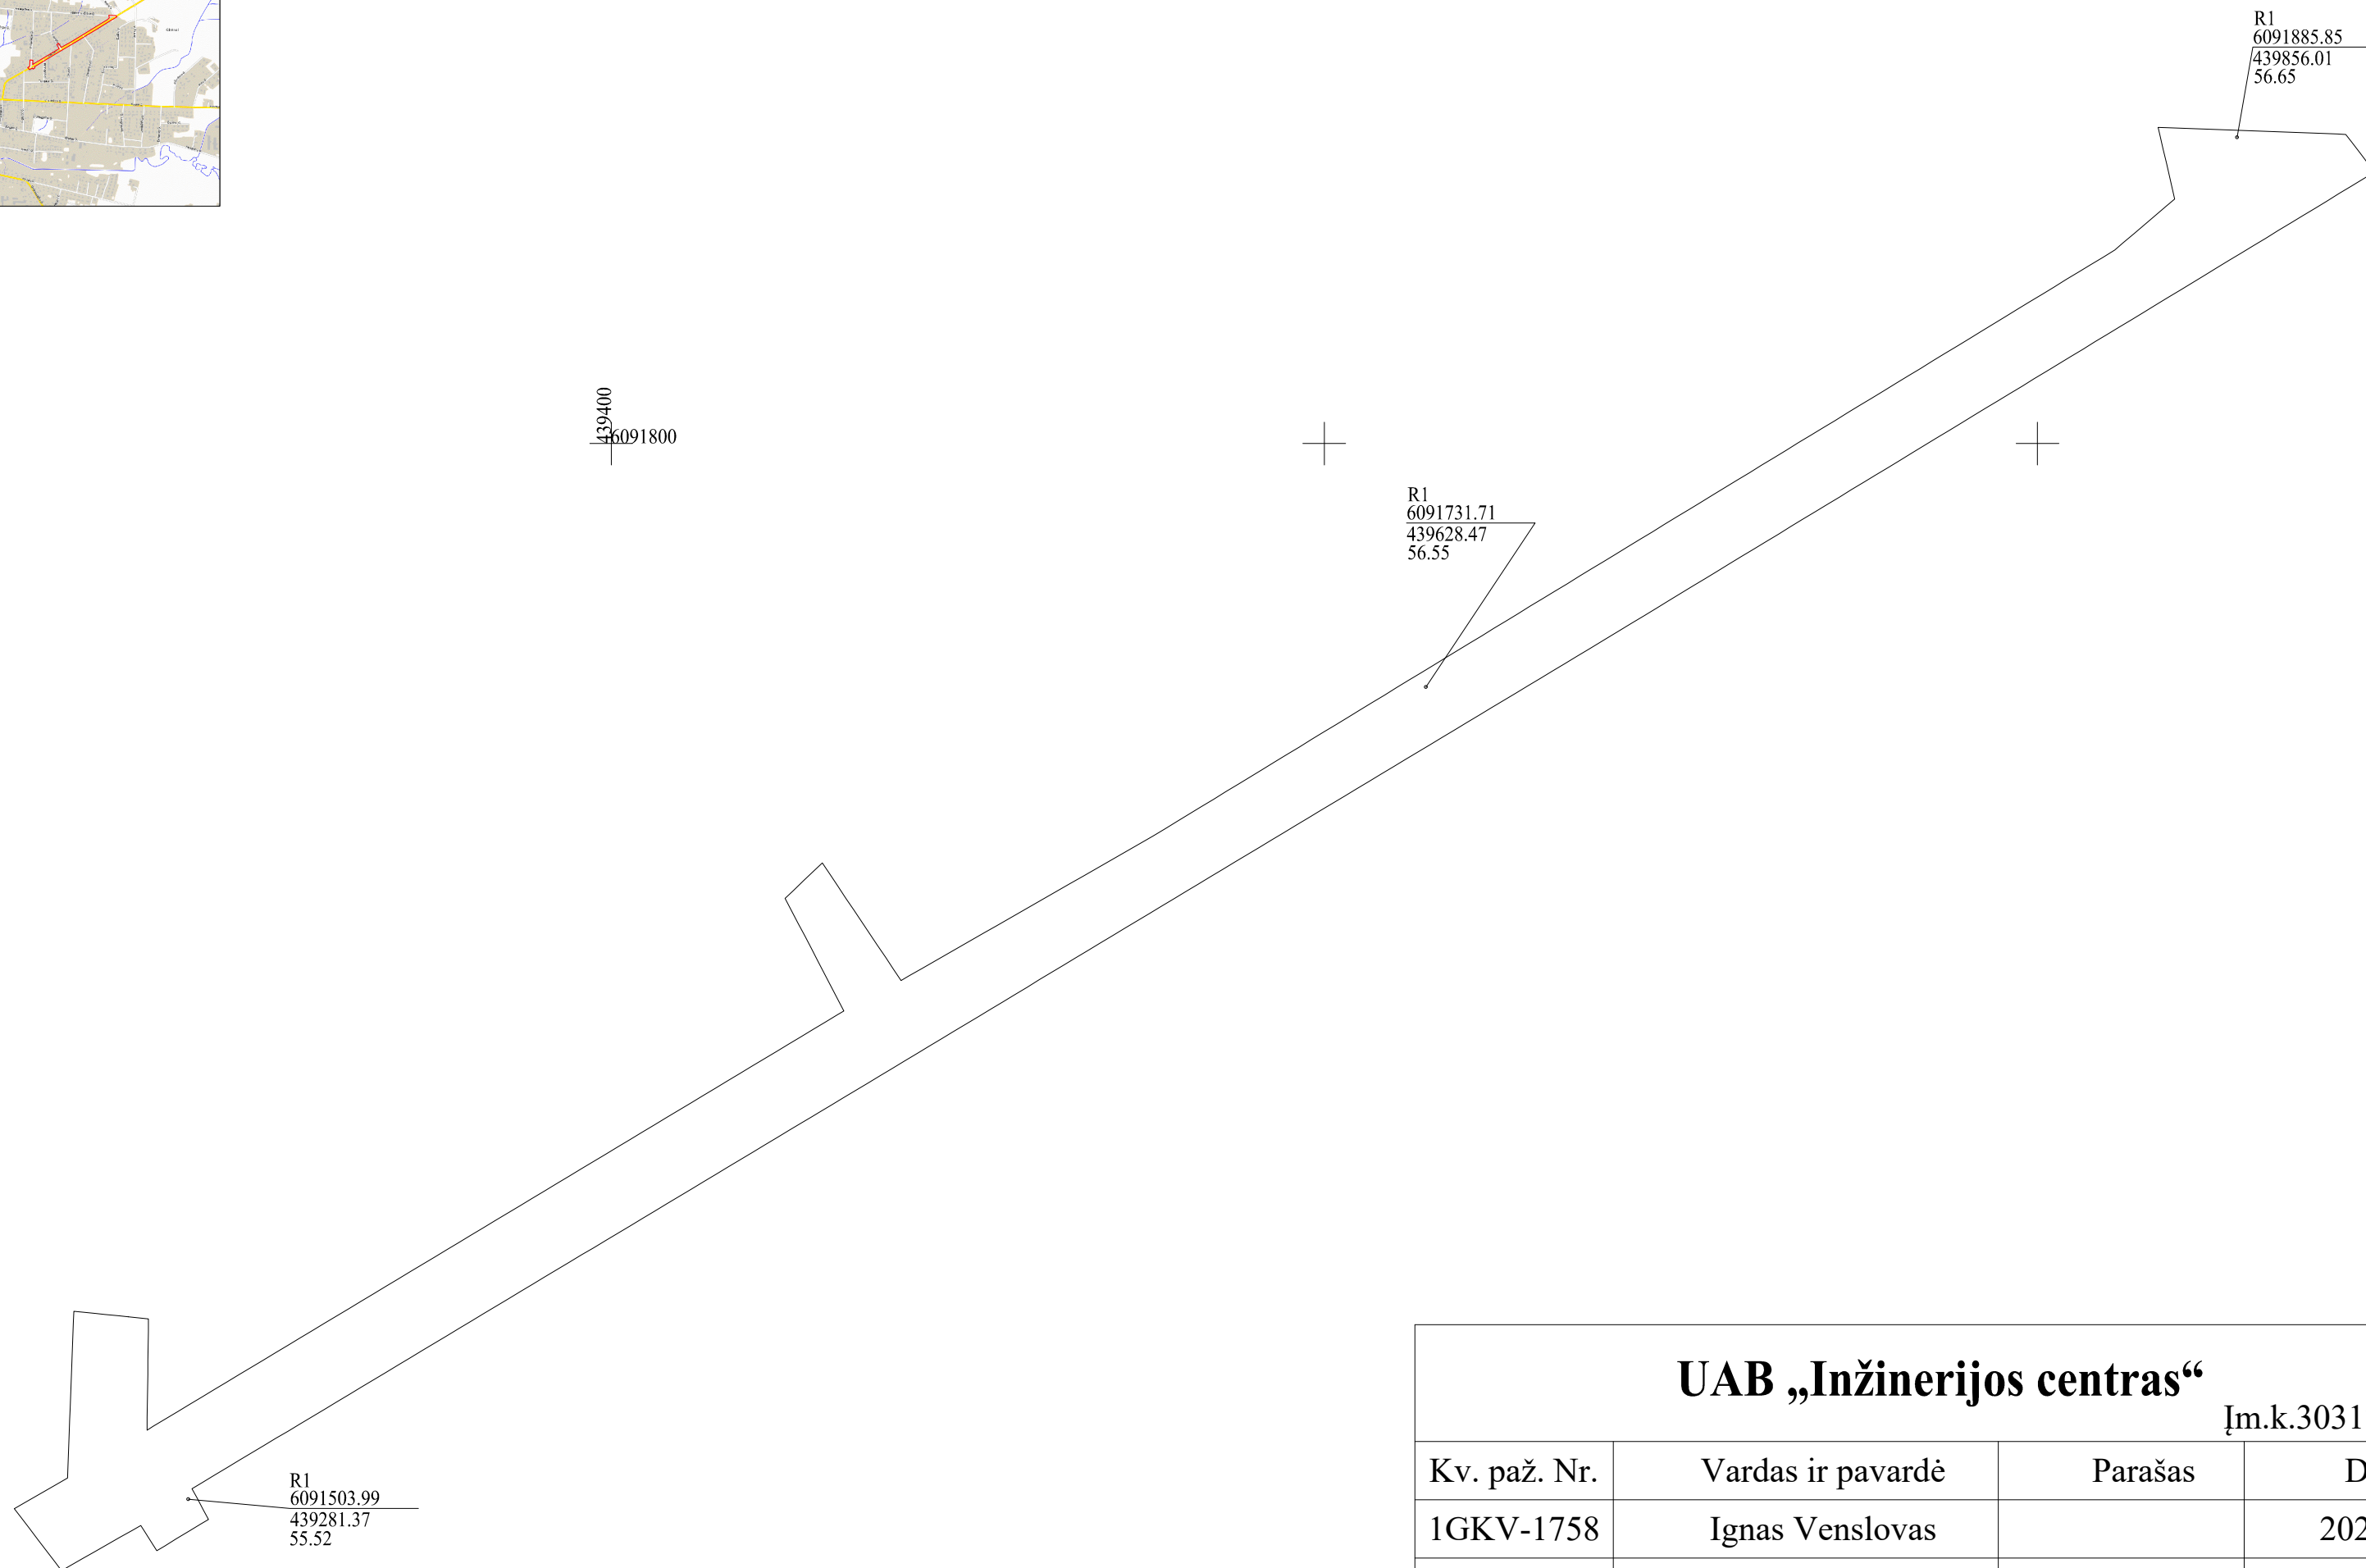 R1
6091885.85
439856.01
56.65
439400
6091800
R1
6091731.71
439628.47
56.55
R1
6091503.99
439281.37
55.52
UAB „Inžinerijos centras“
Įm.k.3031
Kv. paž. Nr. Vardas ir pavardė Parašas D
1GKV-1758 Ignas Venslovas 202